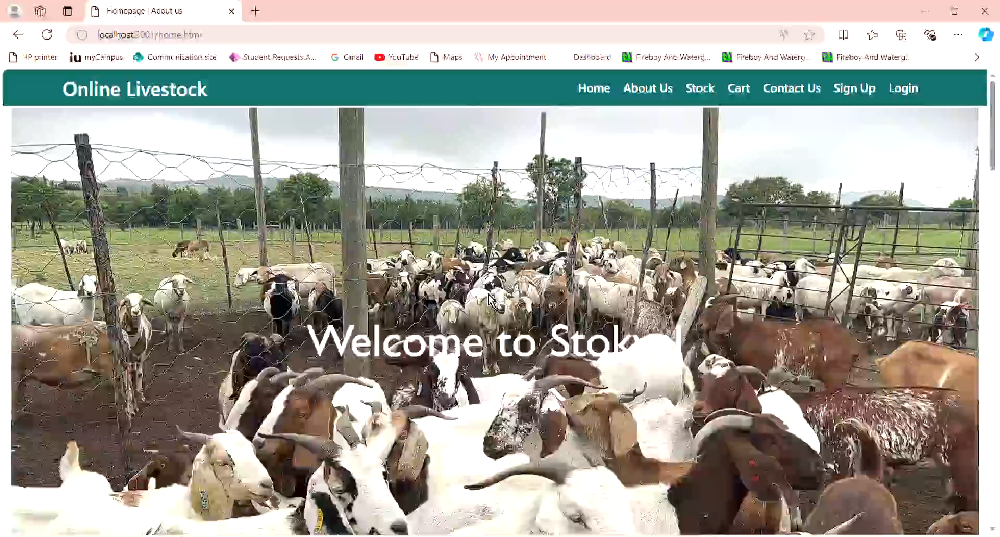 Homepage | About us
localhost:3001/home.html
HP printer
iu myCampus
Communication site
Student Requests A...
Gmail
YouTube
Maps
My Appointment
Dashboard
Fireboy And Waterg...
Fireboy And Waterg...
Fireboy And Waterg...
Online Livestock
Home
About Us
Stock
Cart
Contact Us
Sign Up
Login
Welcome to